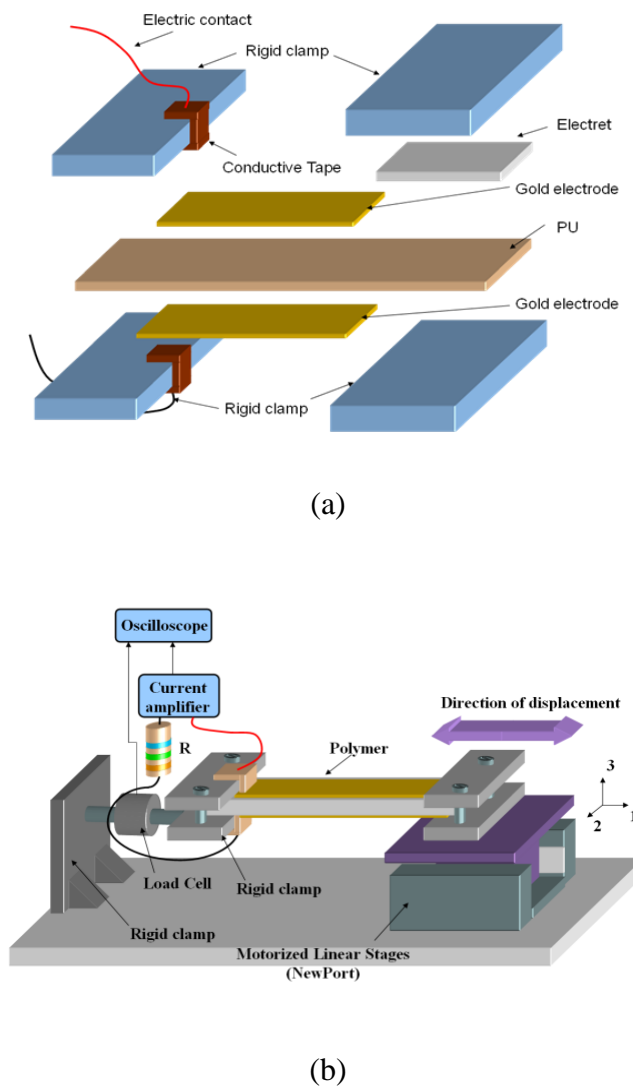 Electric contact
Rigid clamp
Electret
Conductive Tape
Gold electrode
PU
Gold electrode
Rigid clamp
(a)
Oscilloscope
Current
amplifier
Direction of displacement
R
Polymer
3
1
2
Load Cell
Rigid clamp
Rigid clamp
Motorized Linear Stages
(NewPort)
(b)